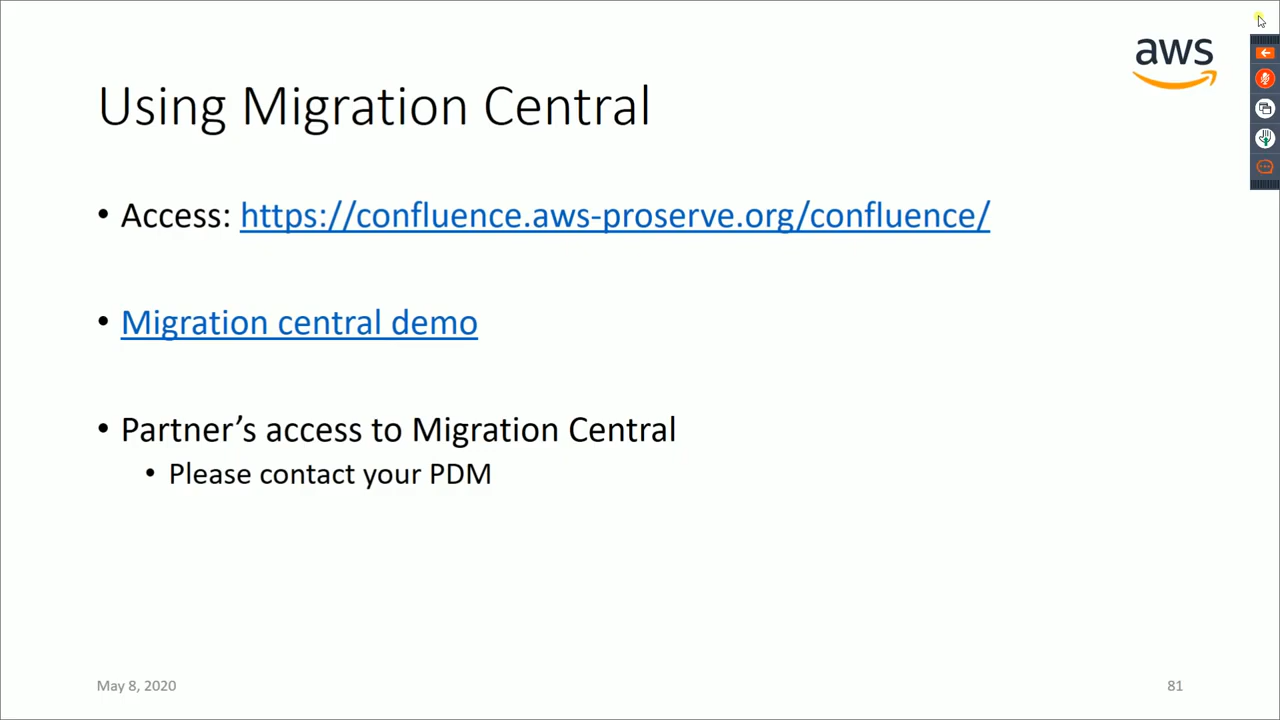 aws
Using Migration Central
• Access: https://confluence.aws-proserve.org/confluence/
• Migration central demo
• Partner’s access to Migration Central
• Please contact your PDM
May 8, 2020
81